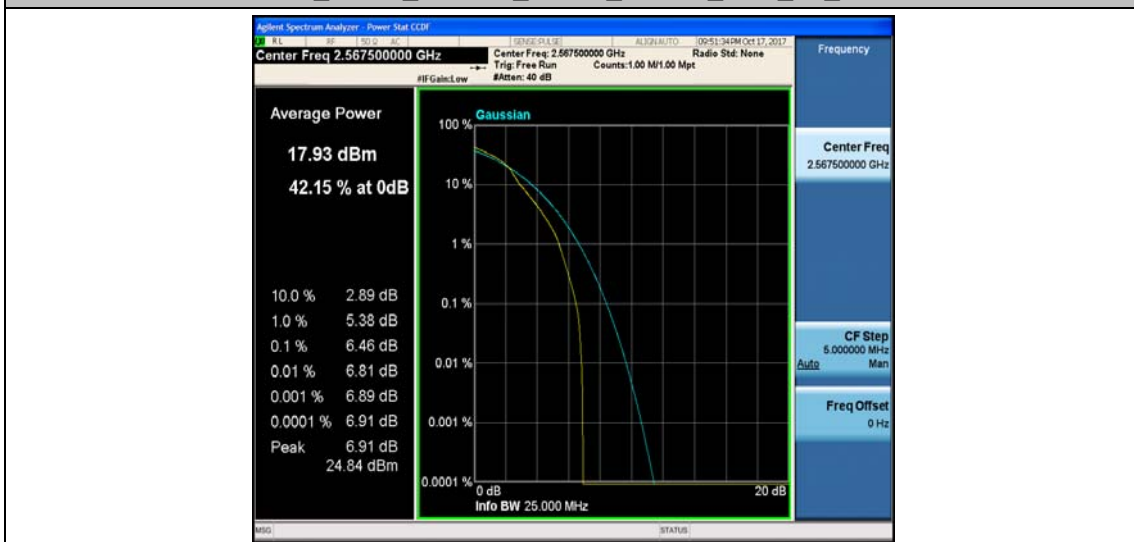 Agilent Spectrum Analyzer - Power Stat CCDF
RL RF 50 Ω AC SENSE:PULSE ALIGN AUTO 09:51:34 PM Oct 17, 2017
Center Freq 2.567500000 GHz
Center Freq: 2.567500000 GHz Radio Std: None
Trig: Free Run Counts:1.00 M/1.00 Mpt
#IFGain:Low #Atten: 40 dB
Frequency
Average Power
17.93 dBm
42.15 % at 0dB
10.0 % 2.89 dB
1.0 % 5.38 dB
0.1 % 6.46 dB
0.01 % 6.81 dB
0.001 % 6.89 dB
0.0001 % 6.91 dB
Peak 6.91 dB
24.84 dBm
Gaussian
100 %
10 %
1 %
0.1 %
0.01 %
0.001 %
0.0001 %
0 dB 20 dB
Info BW 25.000 MHz
Center Freq
2.567500000 GHz
CF Step
5.000000 MHz
Auto Man
Freq Offset
0 Hz
MSG STATUS